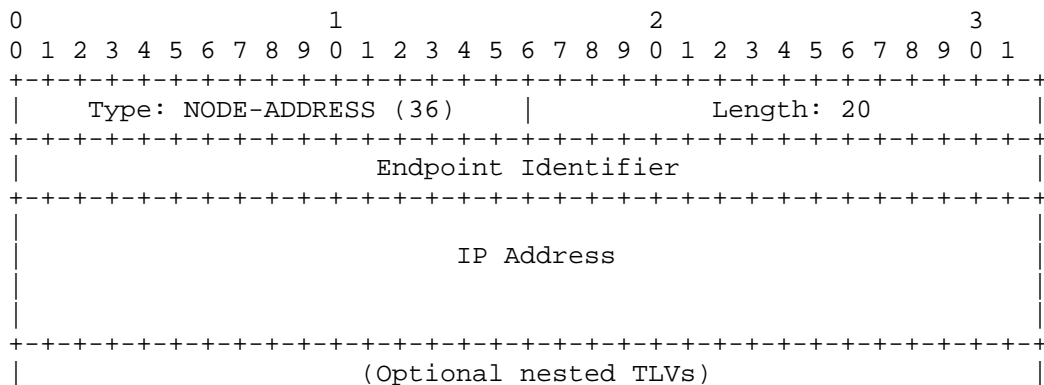 0                   1                   2                   3
0 1 2 3 4 5 6 7 8 9 0 1 2 3 4 5 6 7 8 9 0 1 2 3 4 5 6 7 8 9 0 1
+-+-+-+-+-+-+-+-+-+-+-+-+-+-+-+-+-+-+-+-+-+-+-+-+-+-+-+-+-+-+-+-+
|    Type: NODE-ADDRESS (36)    |           Length: 20          |
+-+-+-+-+-+-+-+-+-+-+-+-+-+-+-+-+-+-+-+-+-+-+-+-+-+-+-+-+-+-+-+-+
|                      Endpoint Identifier                      |
+-+-+-+-+-+-+-+-+-+-+-+-+-+-+-+-+-+-+-+-+-+-+-+-+-+-+-+-+-+-+-+-+
|                                                               |
|                           IP Address                          |
|                                                               |
|                                                               |
+-+-+-+-+-+-+-+-+-+-+-+-+-+-+-+-+-+-+-+-+-+-+-+-+-+-+-+-+-+-+-+-+
|                     (Optional nested TLVs)                    |